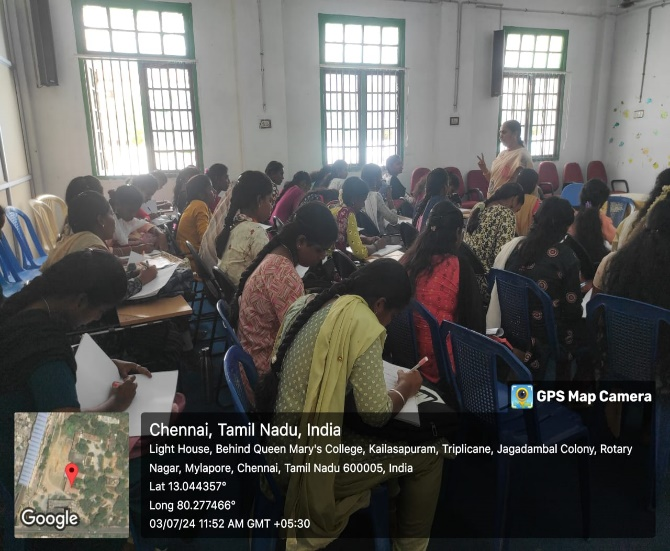 GPS Map Camera
Chennai, Tamil Nadu, India
Light House, Behind Queen Mary's College, Kailasapuram, Triplicane, Jagadambal Colony, Rotary
Nagar, Mylapore, Chennai, Tamil Nadu 600005, India
Lat 13.044357°
Long 80.277466°
03/07/24 11:52 AM GMT +05:30
Google